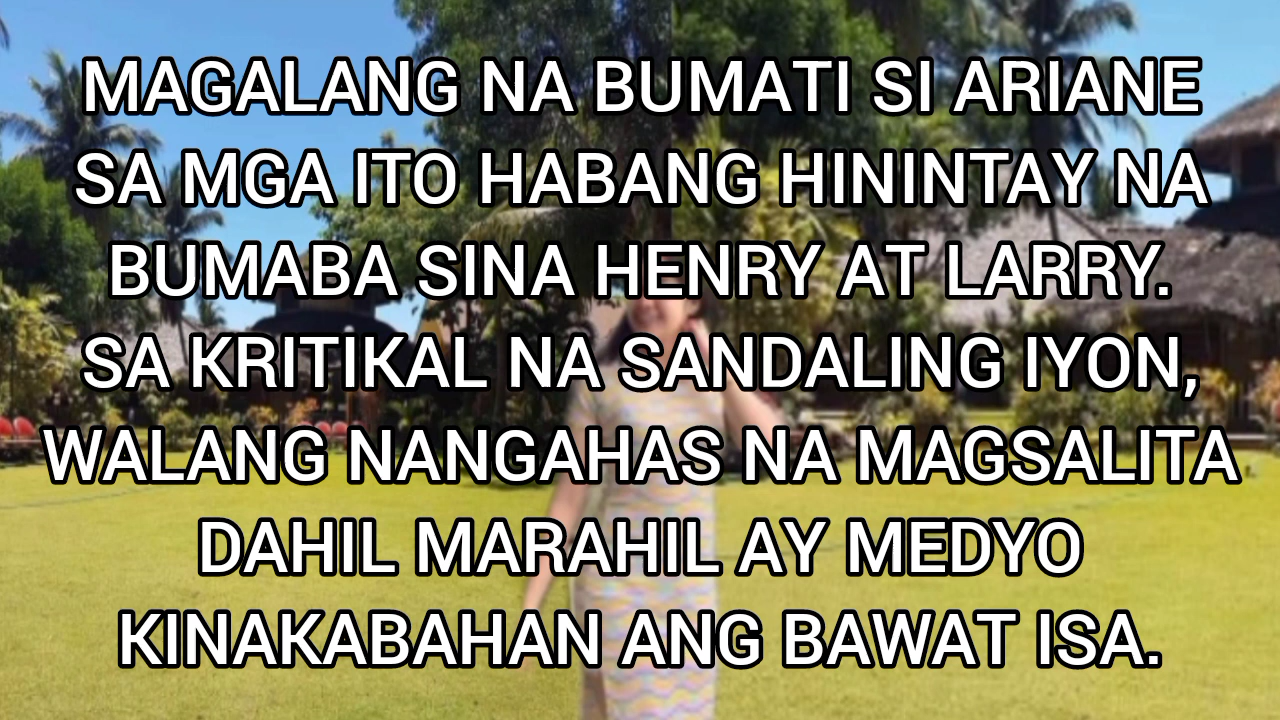 MAGALANG NA BUMATI SI ARIANE
SA MGA ITO HABANG HININTAY NA
BUMABA SINA HENRY AT LARRY.
SA KRITIKAL NA SANDALING IYON,
WALANG NANGAHAS NA MAGSALITA
DAHIL MARAHIL AY MEDYO
KINAKABAHAN ANG BAWAT ISA.